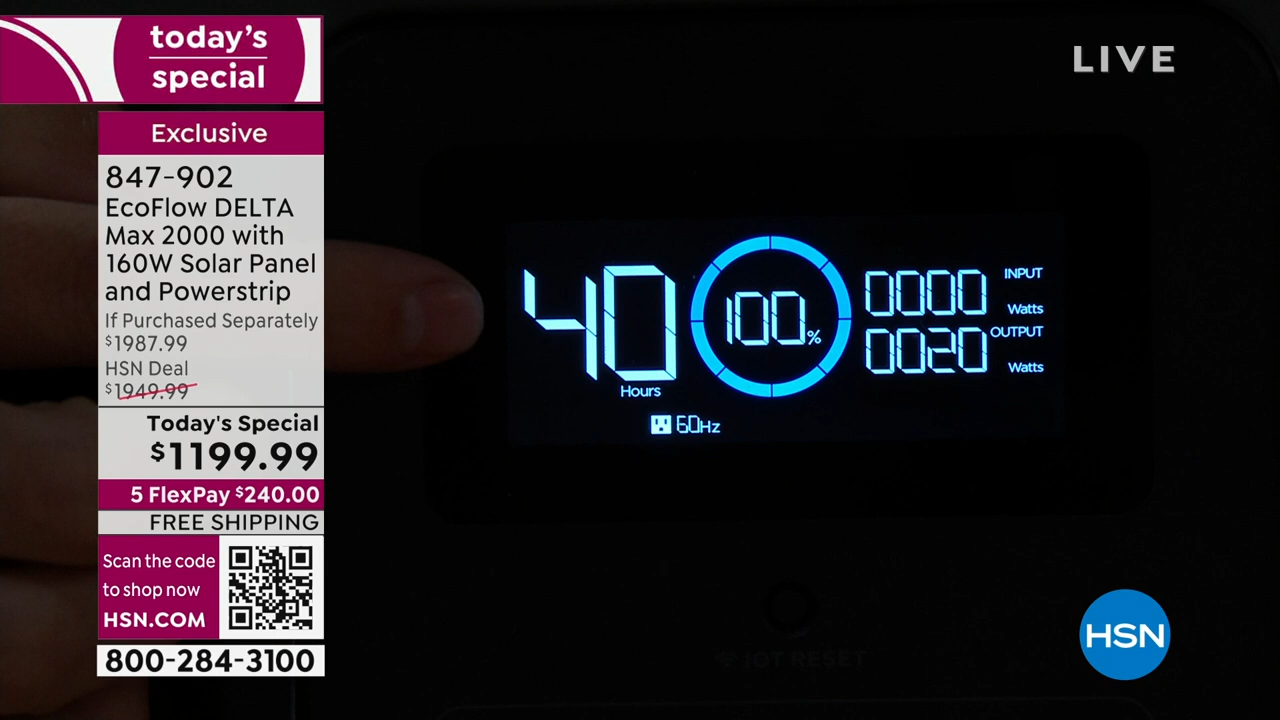 today's
special
Exclusive
847-902
EcoFlow DELTA
Max 2000 with
160W Solar Panel
and Powerstrip
If Purchased Separately
$1987.99
HSN Deal
$1949.99
Today's Special
$1199.99
5 FlexPay $240.00
FREE SHIPPING
Scan the code
to shop now
HSN.COM
800-284-3100
LIVE
40
Hours
100%
0000 INPUT
Watts
0020 OUTPUT
Watts
60Hz
IOT RESET
HSN